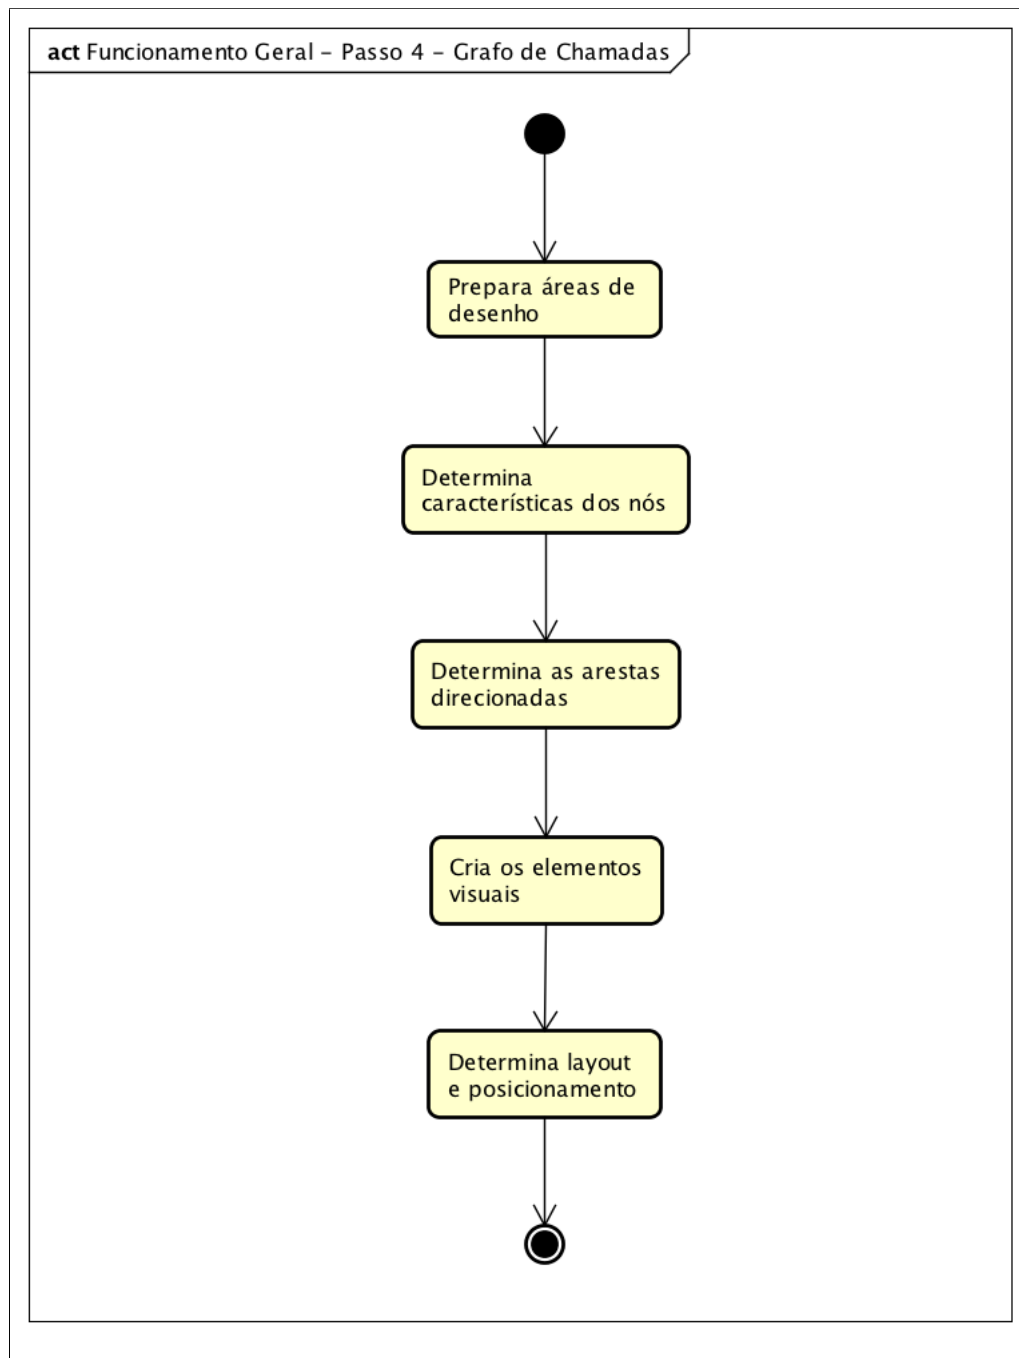 act Funcionamento Geral – Passo 4 – Grafo de Chamadas
Prepara áreas de
desenho
Determina
características dos nós
Determina as arestas
direcionadas
Cria os elementos
visuais
Determina layout
e posicionamento